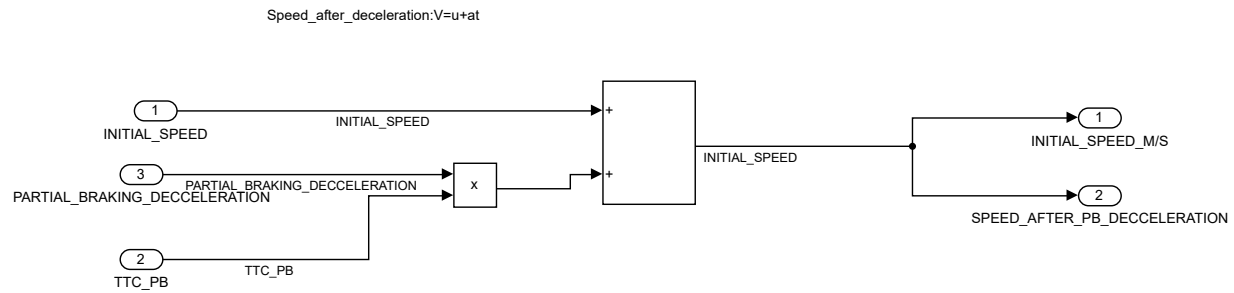 Speed_after_deceleration:V=u+at
1
INITIAL_SPEED
INITIAL_SPEED
+
3
PARTIAL_BRAKING_DECCELERATION
PARTIAL_BRAKING_DECCELERATION
x
+
2
TTC_PB
TTC_PB
INITIAL_SPEED
1
INITIAL_SPEED_M/S
2
SPEED_AFTER_PB_DECCELERATION